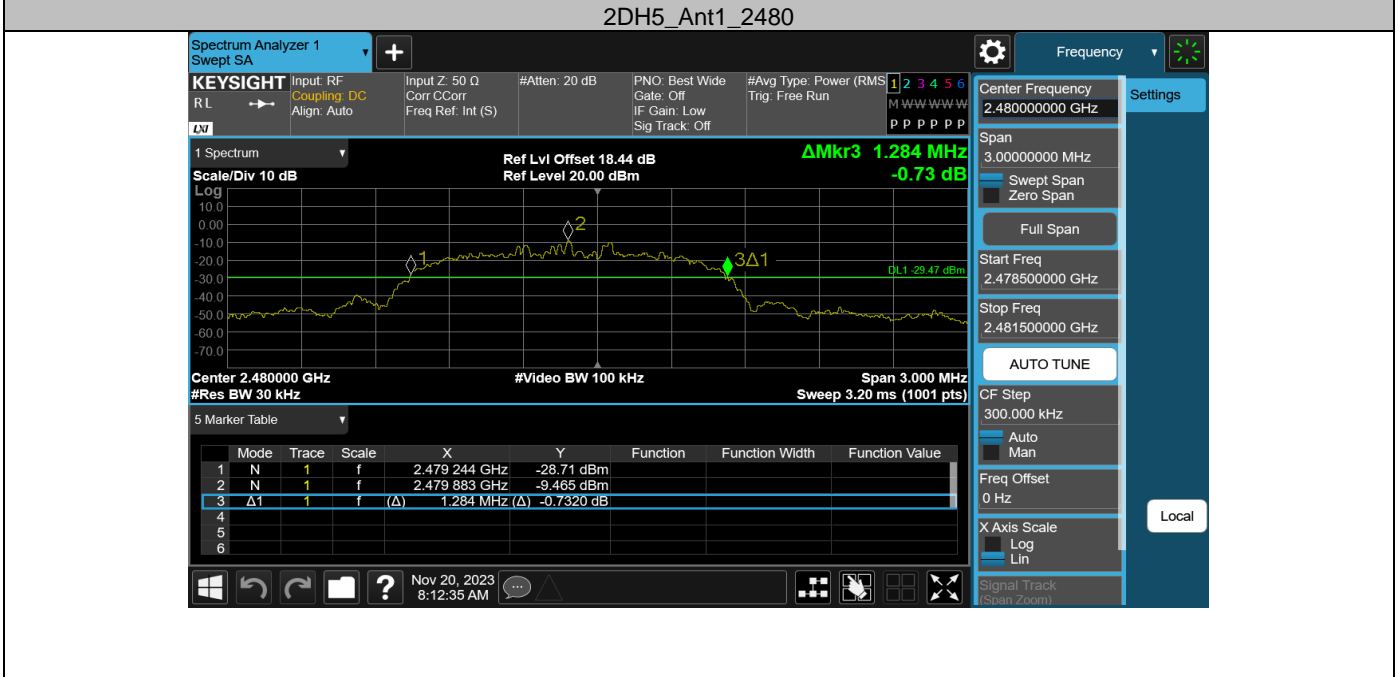 2DH5_Ant1_2480
Spectrum Analyzer 1
Swept SA
Frequency
KEYSIGHT
RL
LXI
Input: RF
Coupling: DC
Align: Auto
Input Z: 50 Ω
Corr CCorr
Freq Ref: Int (S)
#Atten: 20 dB
PNO: Best Wide
Gate: Off
IF Gain: Low
Sig Track: Off
#Avg Type: Power (RMS
Trig: Free Run
1 2 3 4 5 6
M W W W W W
P P P P P P
1 Spectrum
Scale/Div 10 dB
Ref Lvl Offset 18.44 dB
Ref Level 20.00 dBm
ΔMkr3 1.284 MHz
-0.73 dB
Log
10.0
0.00
-10.0
-20.0
-30.0
-40.0
-50.0
-60.0
-70.0
1
2
3Δ1
DL1 -29.47 dBm
Center 2.480000 GHz
#Video BW 100 kHz
Span 3.000 MHz
#Res BW 30 kHz
Sweep 3.20 ms (1001 pts)
5 Marker Table
Mode Trace Scale X Y Function Function Width Function Value
1 N 1 f 2.479 244 GHz -28.71 dBm
2 N 1 f 2.479 883 GHz -9.465 dBm
3 Δ1 1 f (Δ) 1.284 MHz (Δ) -0.7320 dB
4
5
6
Nov 20, 2023
8:12:35 AM
Center Frequency
2.480000000 GHz
Settings
Span
3.00000000 MHz
Swept Span
Zero Span
Full Span
Start Freq
2.478500000 GHz
Stop Freq
2.481500000 GHz
AUTO TUNE
CF Step
300.000 kHz
Auto
Man
Freq Offset
0 Hz
Local
X Axis Scale
Log
Lin
Signal Track
(Span Zoom)